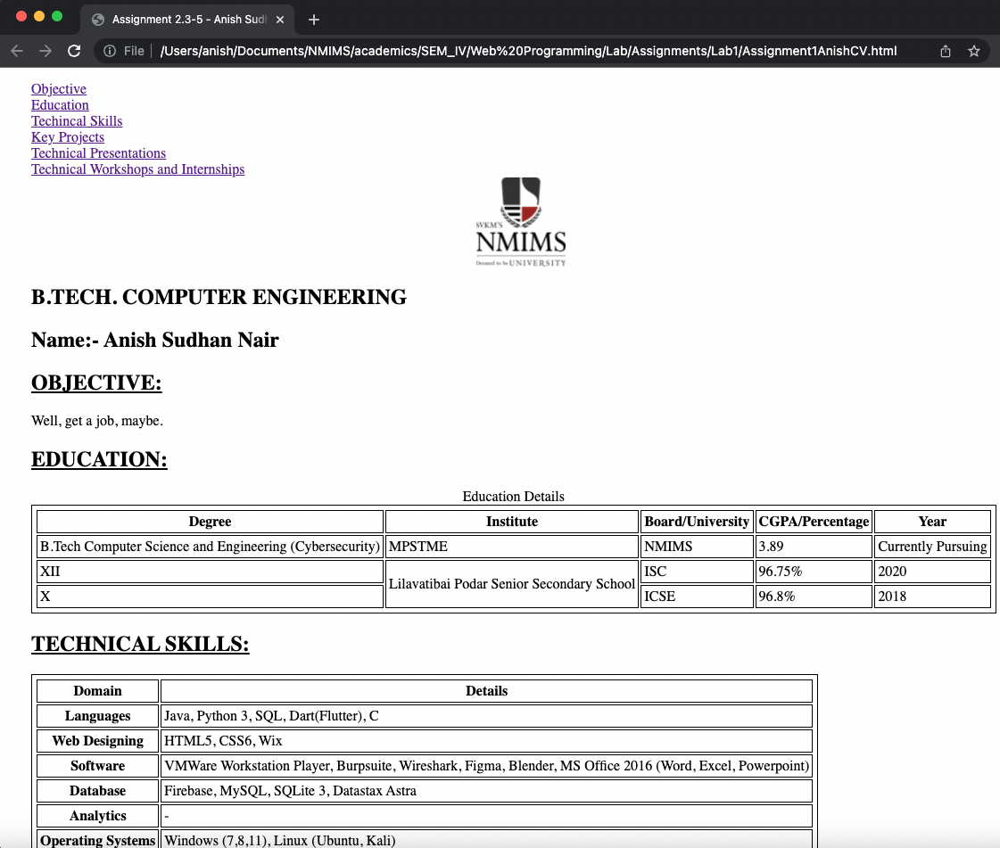 Assignment 2.3-5 - Anish Sudh
File
/Users/anish/Documents/NMIMS/academics/SEM_IV/Web%20Programming/Lab/Assignments/Lab1/Assignment1AnishCV.html
Objective
Education
Techincal Skills
Key Projects
Technical Presentations
Technical Workshops and Internships
SVKM'S
NMIMS
Deemed to be UNIVERSITY
B.TECH. COMPUTER ENGINEERING
Name:- Anish Sudhan Nair
OBJECTIVE:
Well, get a job, maybe.
EDUCATION:
Education Details
Degree Institute Board/University CGPA/Percentage Year
B.Tech Computer Science and Engineering (Cybersecurity) MPSTME NMIMS 3.89 Currently Pursuing
XII Lilavatibai Podar Senior Secondary School ISC 96.75% 2020
X ICSE 96.8% 2018
TECHNICAL SKILLS:
Domain Details
Languages Java, Python 3, SQL, Dart(Flutter), C
Web Designing HTML5, CSS6, Wix
Software VMWare Workstation Player, Burpsuite, Wireshark, Figma, Blender, MS Office 2016 (Word, Excel, Powerpoint)
Database Firebase, MySQL, SQLite 3, Datastax Astra
Analytics -
Operating Systems Windows (7,8,11), Linux (Ubuntu, Kali)